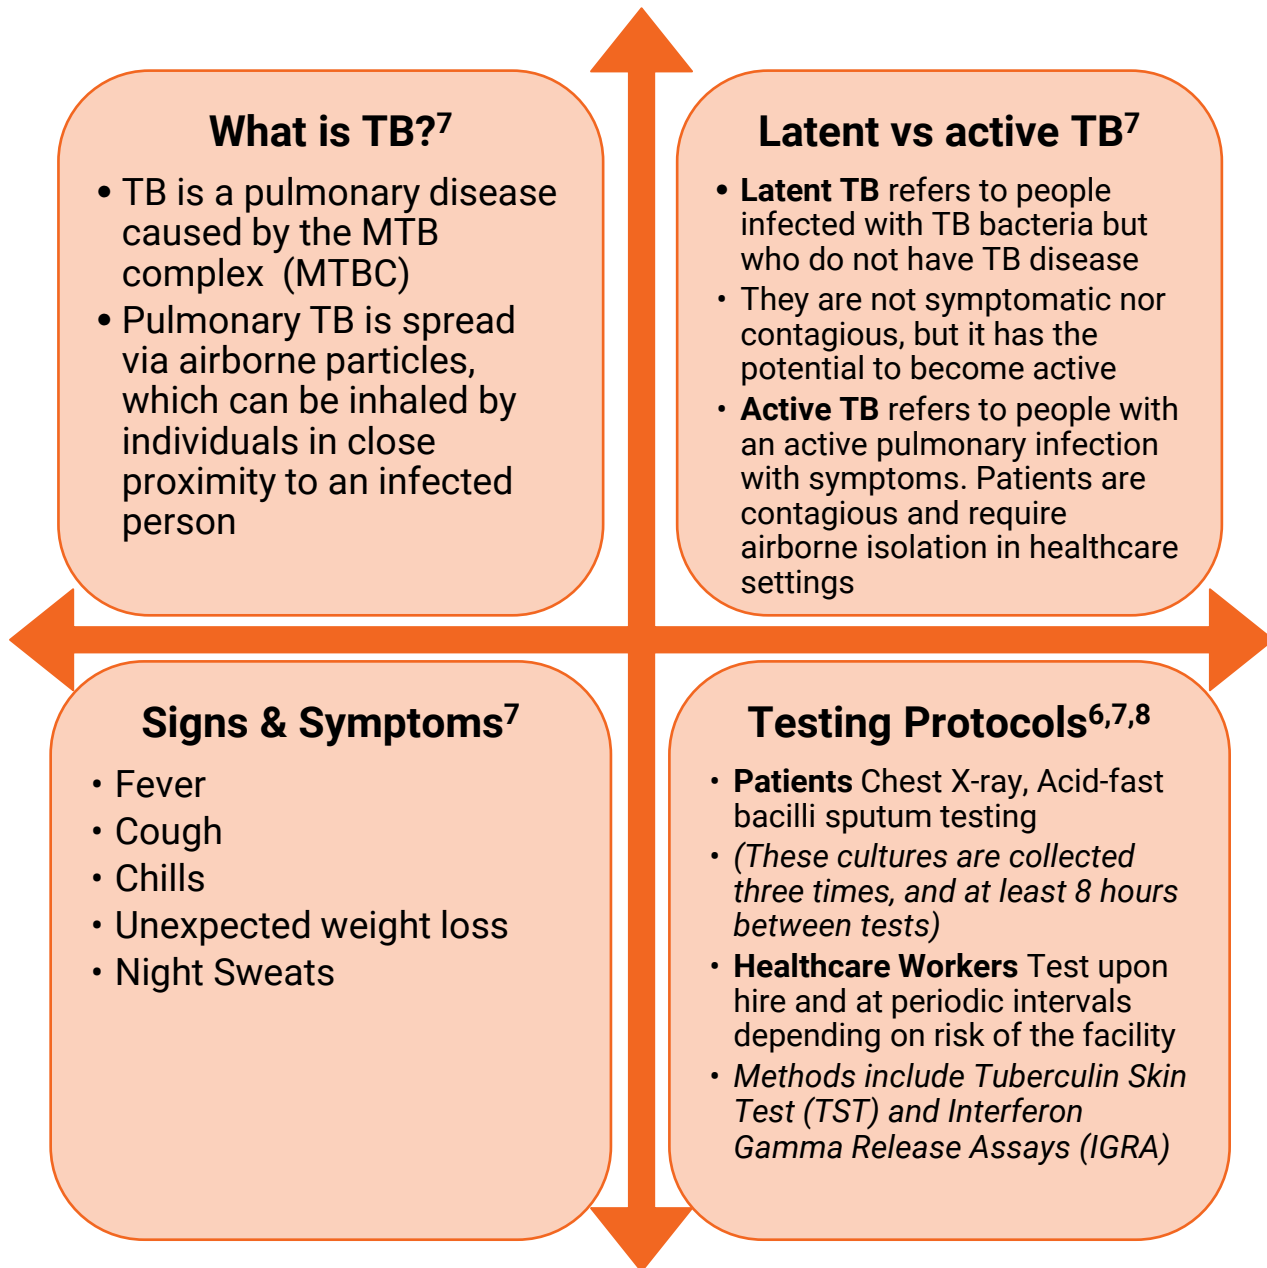 What is TB?7
• TB is a pulmonary disease
caused by the MTB
complex  (MTBC)
• Pulmonary TB is spread
via airborne particles,
which can be inhaled by
individuals in close
proximity to an infected
person
Latent vs active TB7
• Latent TB refers to people
infected with TB bacteria but
who do not have TB disease
• They are not symptomatic nor
contagious, but it has the
potential to become active
• Active TB refers to people with
an active pulmonary infection
with symptoms. Patients are
contagious and require
airborne isolation in healthcare
settings
Signs & Symptoms7
• Fever
• Cough
• Chills
• Unexpected weight loss
• Night Sweats
Testing Protocols6,7,8
• Patients Chest X-ray, Acid-fast
bacilli sputum testing
• (These cultures are collected
three times, and at least 8 hours
between tests)
• Healthcare Workers Test upon
hire and at periodic intervals
depending on risk of the facility
• Methods include Tuberculin Skin
Test (TST) and Interferon
Gamma Release Assays (IGRA)